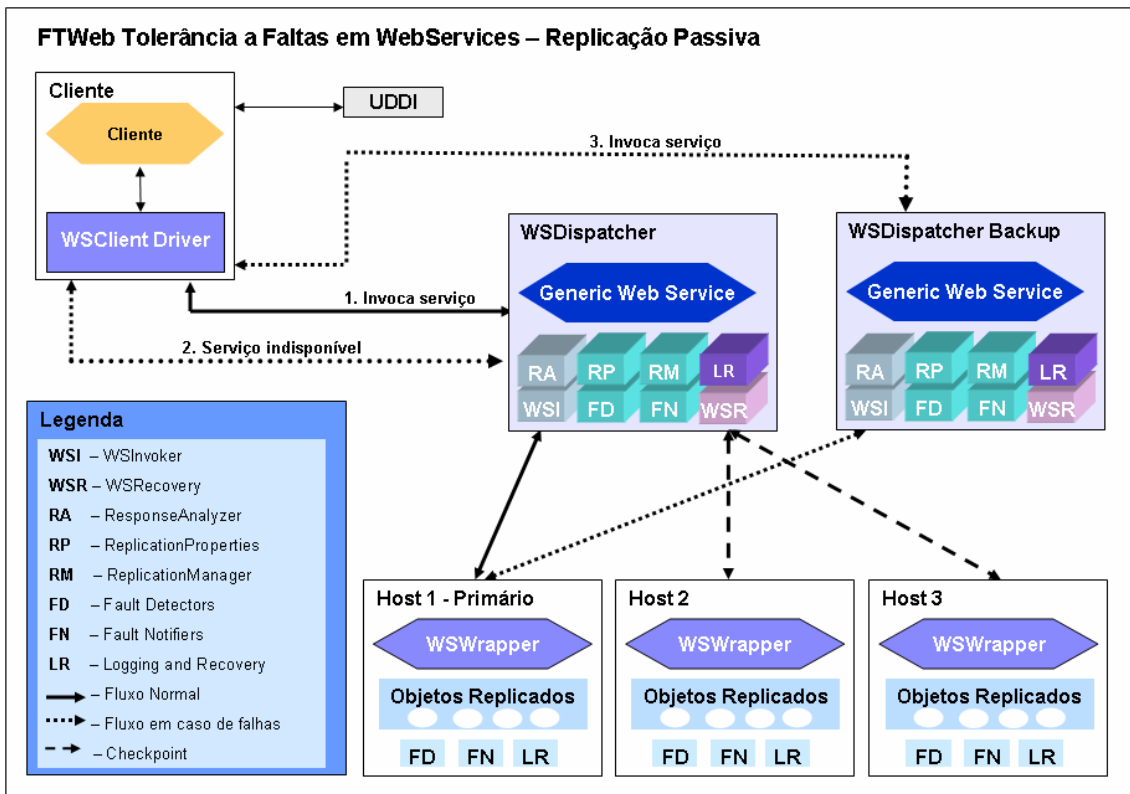 FTWeb Tolerância a Faltas em WebServices – Replicação Passiva
Cliente
Cliente
WSClient Driver
UDDI
3. Invoca serviço
1. Invoca serviço
2. Serviço indisponível
WSDispatcher
Generic Web Service
RA RP RM LR
WSI FD FN WSR
WSDispatcher Backup
Generic Web Service
RA RP RM LR
WSI FD FN WSR
Legenda
WSI – WSInvoker
WSR – WSRecovery
RA – ResponseAnalyzer
RP – ReplicationProperties
RM – ReplicationManager
FD – Fault Detectors
FN – Fault Notifiers
LR – Logging and Recovery
– Fluxo Normal
– Fluxo em caso de falhas
– Checkpoint
Host 1 - Primário
WSWrapper
Objetos Replicados
FD FN LR
Host 2
WSWrapper
Objetos Replicados
FD FN LR
Host 3
WSWrapper
Objetos Replicados
FD FN LR